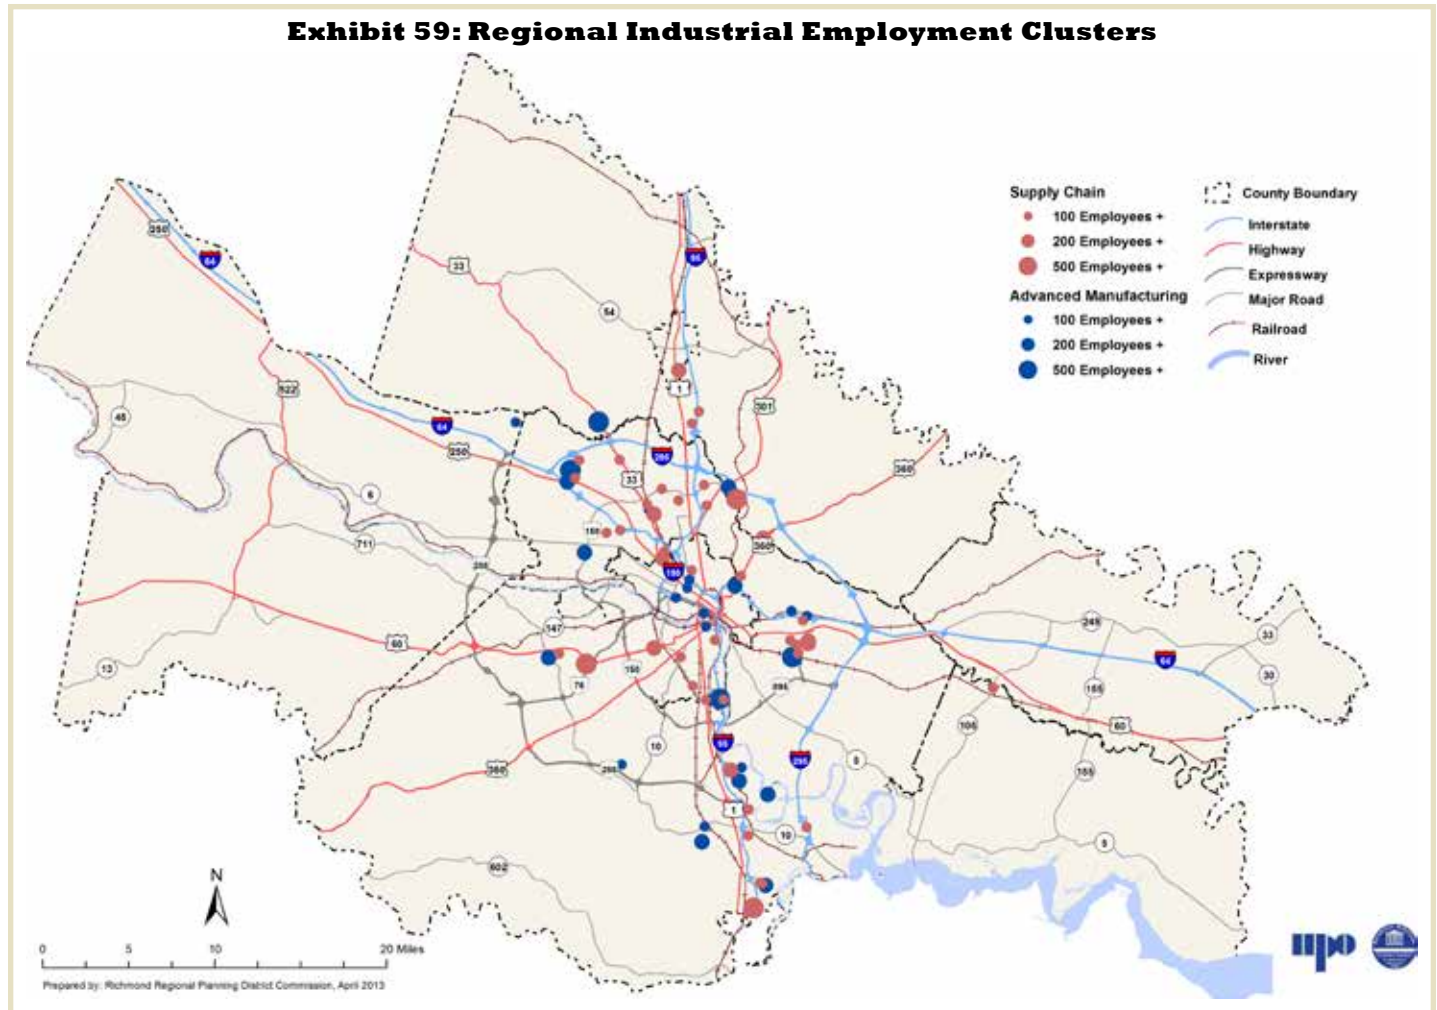 Exhibit 59: Regional Industrial Employment Clusters
Supply Chain
100 Employees +
200 Employees +
500 Employees +
Advanced Manufacturing
100 Employees +
200 Employees +
500 Employees +
County Boundary
Interstate
Highway
Expressway
Major Road
Railroad
River
250
64
33
95
54
1
301
522
45
64
250
295
33
360
6
711
288
195
360
147
60
13
76
150
895
249
33
30
64
155
106
60
155
5
5
10
95
295
360
288
1
10
602
N
0
5
10
20 Miles
Prepared by: Richmond Regional Planning District Commission, April 2013
mpo